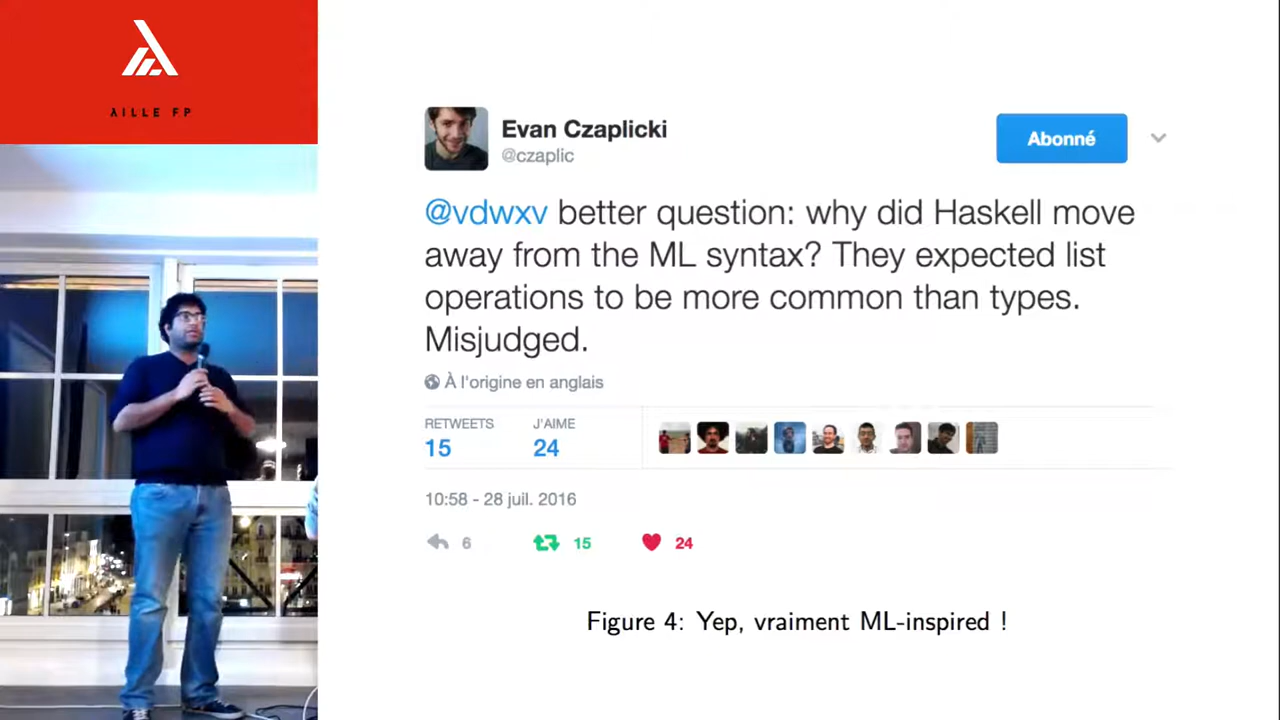 λILLE FP
Evan Czaplicki
@czaplic
Abonné
@vdwxv better question: why did Haskell move
away from the ML syntax? They expected list
operations to be more common than types.
Misjudged.
À l'origine en anglais
RETWEETS
J'AIME
15
24
10:58 - 28 juil. 2016
6
15
24
Figure 4: Yep, vraiment ML-inspired !